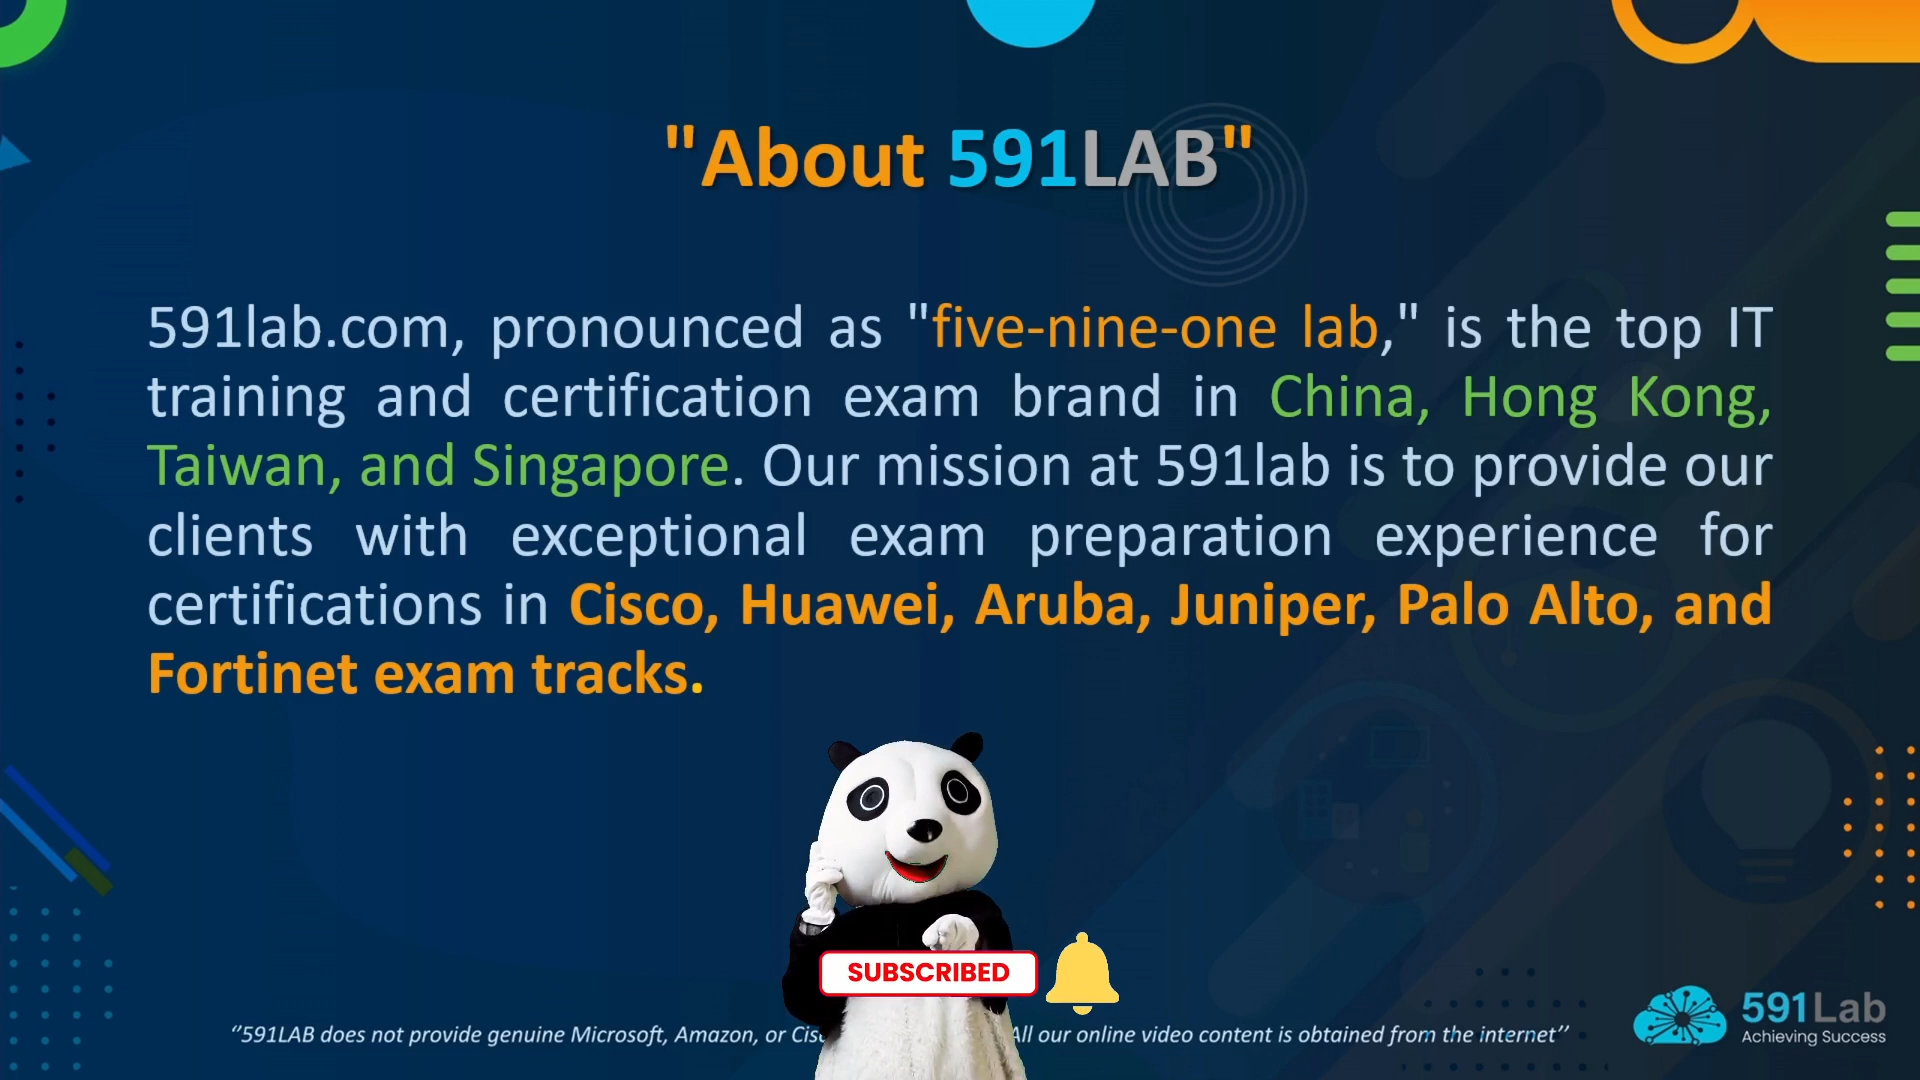 "About 591LAB"
591lab.com, pronounced as "five-nine-one lab," is the top IT
training and certification exam brand in China, Hong Kong,
Taiwan, and Singapore. Our mission at 591lab is to provide our
clients with exceptional exam preparation experience for
certifications in Cisco, Huawei, Aruba, Juniper, Palo Alto, and
Fortinet exam tracks.
SUBSCRIBED
‘’591LAB does not provide genuine Microsoft, Amazon, or All our online video content is obtained from the internet’’
591Lab
Achieving Success